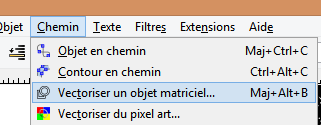 Objet Chemin Texte Filtres Extensions Aide
Objet en chemin Maj+Ctrl+C
Contour en chemin Ctrl+Alt+C
Vectoriser un objet matriciel... Maj+Alt+B
Vectoriser du pixel art...